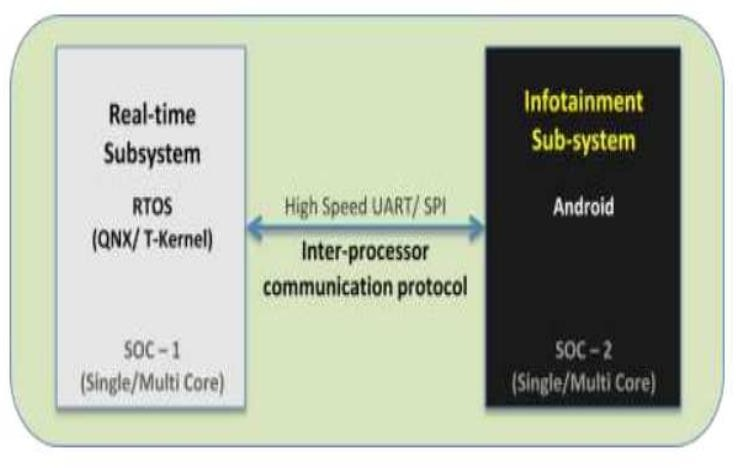 Real-time
Subsystem
RTOS
(QNX/ T-Kernel)
SOC – 1
(Single/Multi Core)
High Speed UART/ SPI
Inter-processor
communication protocol
Infotainment
Sub-system
Android
SOC – 2
(Single/Multi Core)